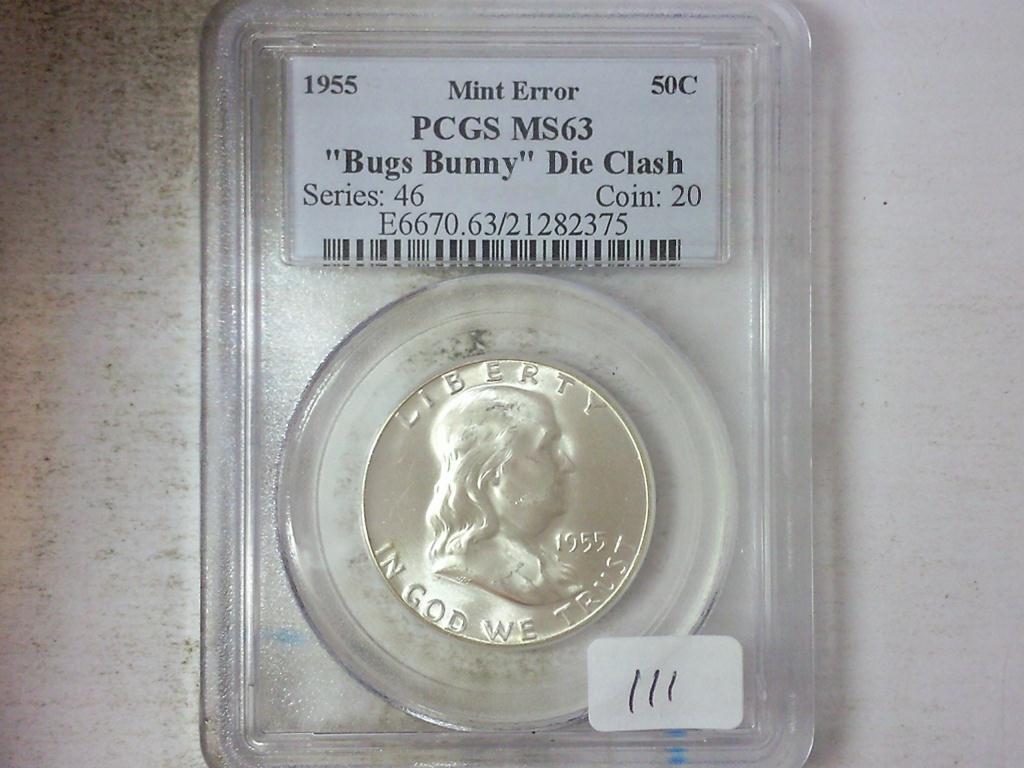 1955 Mint Error 50C
PCGS MS63
"Bugs Bunny" Die Clash
Series: 46 Coin: 20
E6670.63/21282375
LIBERTY
1955
IN GOD WE TRUST
111